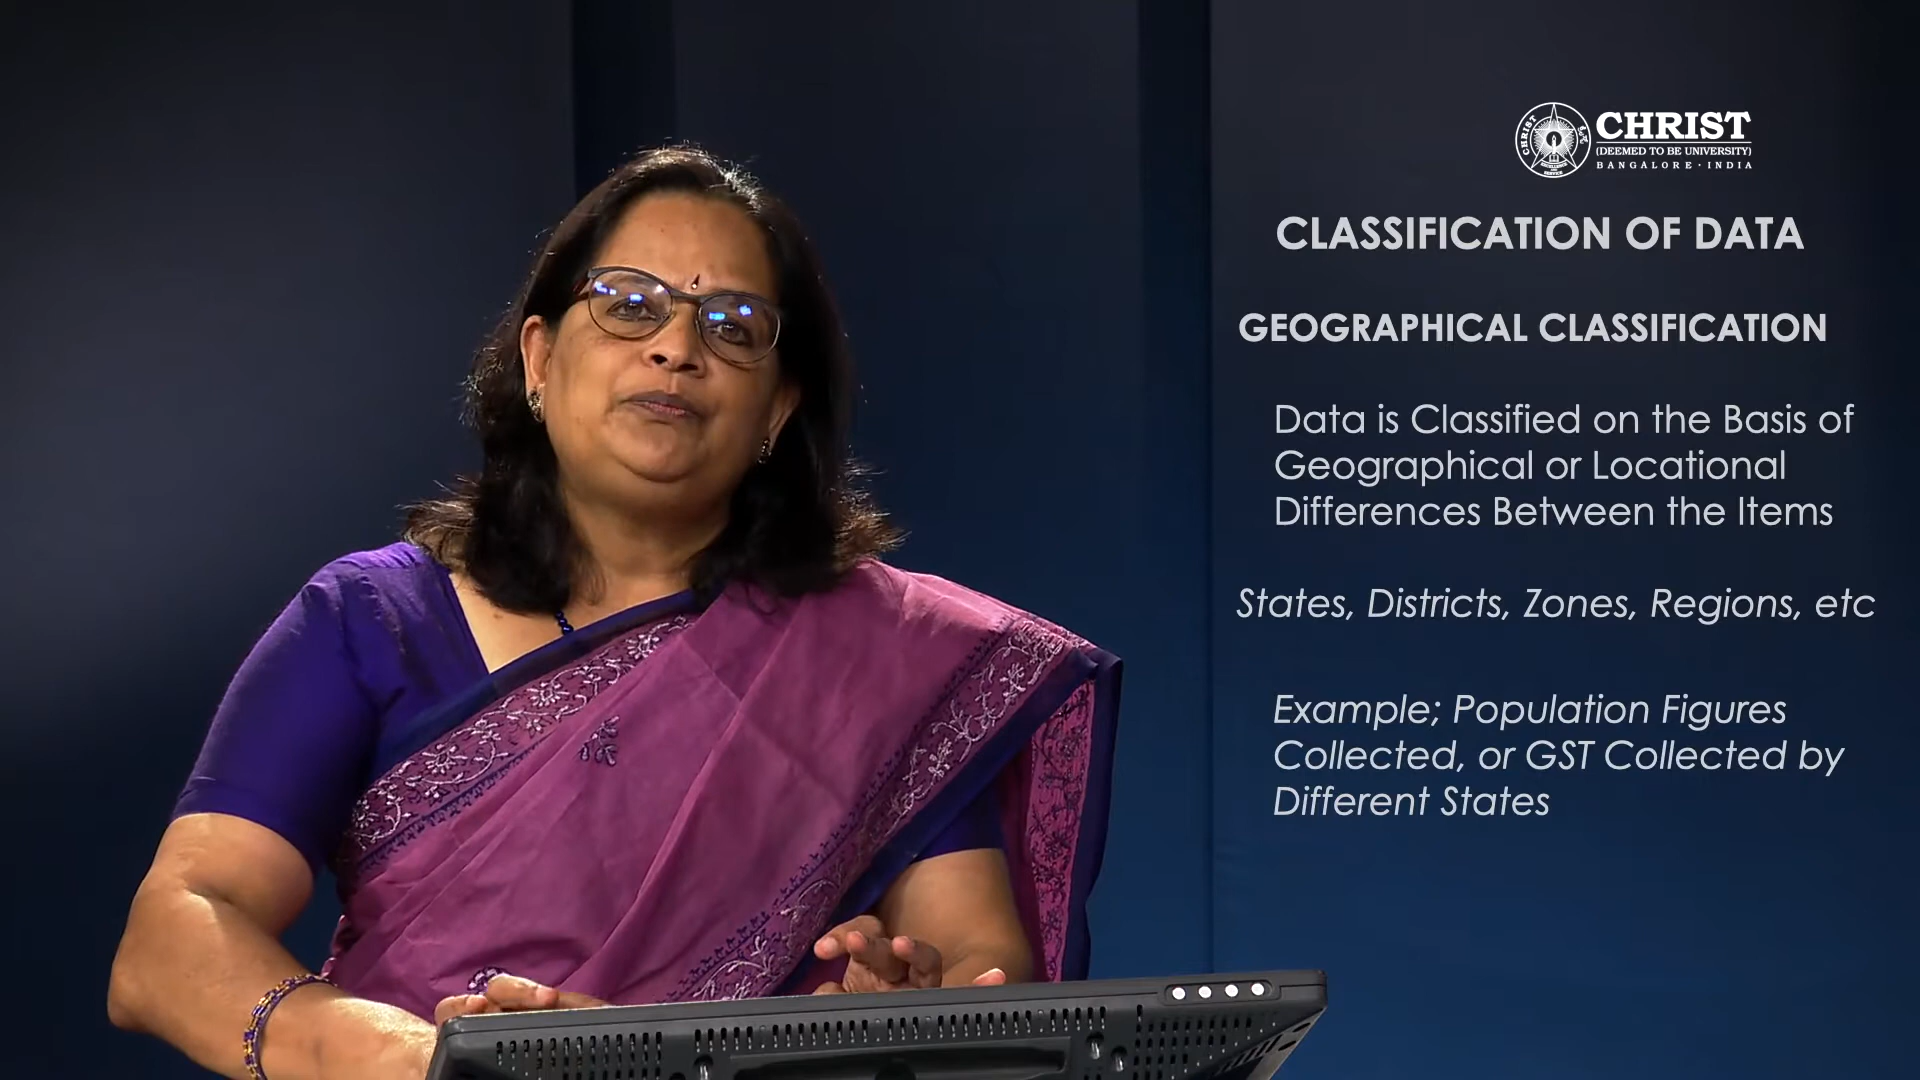 CHRIST
(DEEMED TO BE UNIVERSITY)
BANGALORE · INDIA
CLASSIFICATION OF DATA
GEOGRAPHICAL CLASSIFICATION
Data is Classified on the Basis of
Geographical or Locational
Differences Between the Items
States, Districts, Zones, Regions, etc
Example; Population Figures
Collected, or GST Collected by
Different States